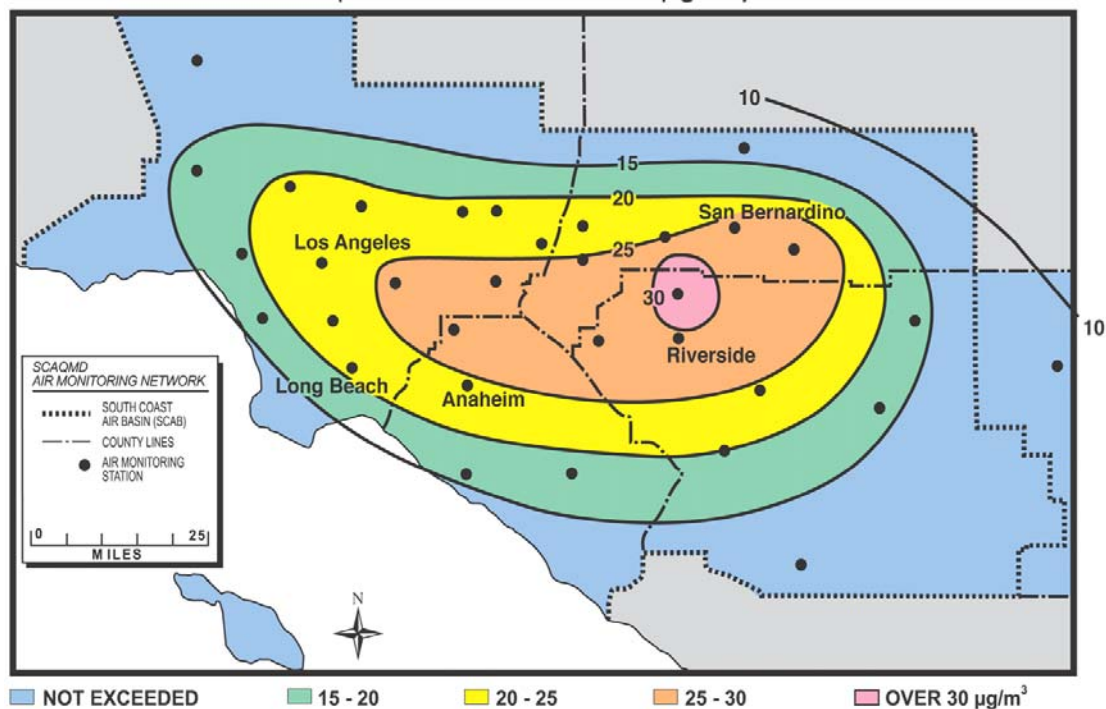 10
15
20
San Bernardino
Los Angeles
25
30
10
Riverside
SCAQMD
AIR MONITORING NETWORK
SOUTH COAST
AIR BASIN (SCAB)
COUNTY LINES
AIR MONITORING
STATION
0 25
MILES
Long Beach
Anaheim
N
NOT EXCEEDED 15 - 20 20 - 25 25 - 30 OVER 30 µg/m³